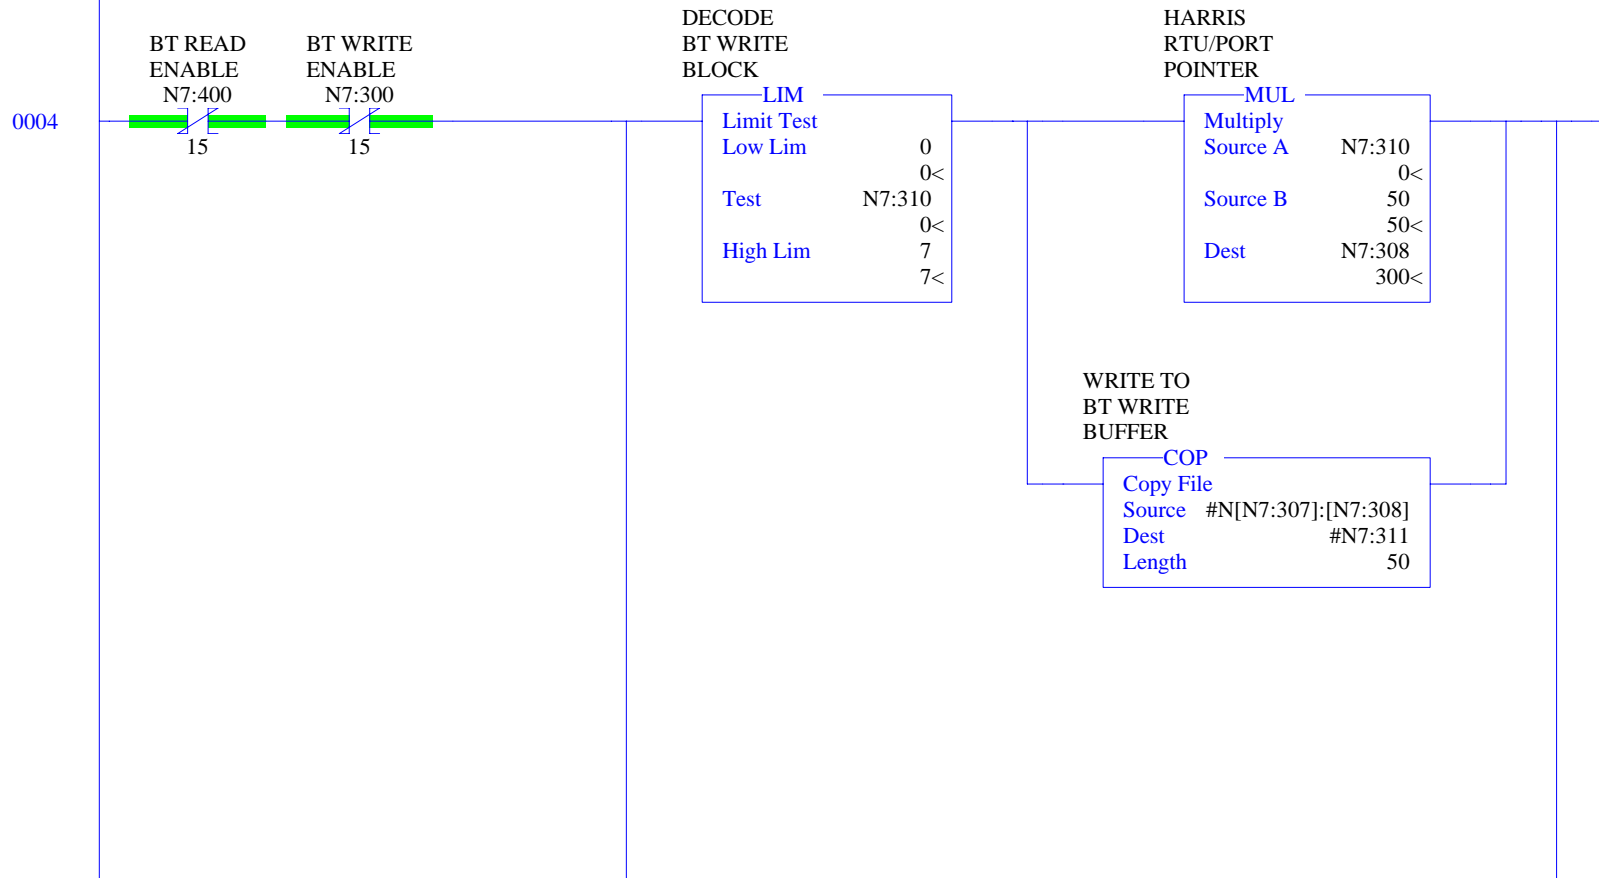 DECODE
BT WRITE
BLOCK
HARRIS
RTU/PORT
POINTER
BT READ
ENABLE
N7:400
15
BT WRITE
ENABLE
N7:300
15
0004
LIM
Limit Test
Low Lim 0
0<
Test N7:310
0<
High Lim 7
7<
MUL
Multiply
Source A N7:310
0<
Source B 50
50<
Dest N7:308
300<
WRITE TO
BT WRITE
BUFFER
COP
Copy File
Source #N[N7:307]:[N7:308]
Dest #N7:311
Length 50